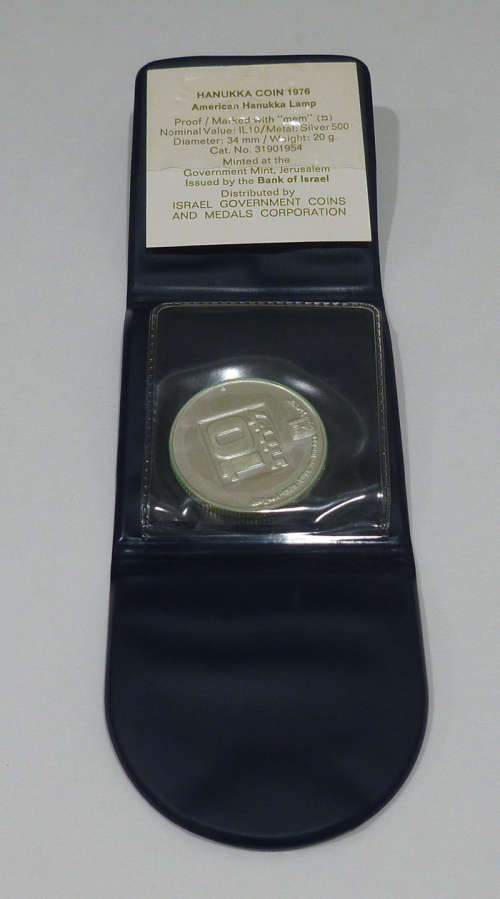 HANUKKA COIN 1976
American Hanukka Lamp
Proof / Marked with "mem" (מ)
Nominal Value: IL10/Metal: Silver 500
Diameter: 34 mm / Weight: 20 g.
Cat. No. 31901954
Minted at the
Government Mint, Jerusalem
Issued by the Bank of Israel
Distributed by
ISRAEL GOVERNMENT COINS
AND MEDALS CORPORATION
10